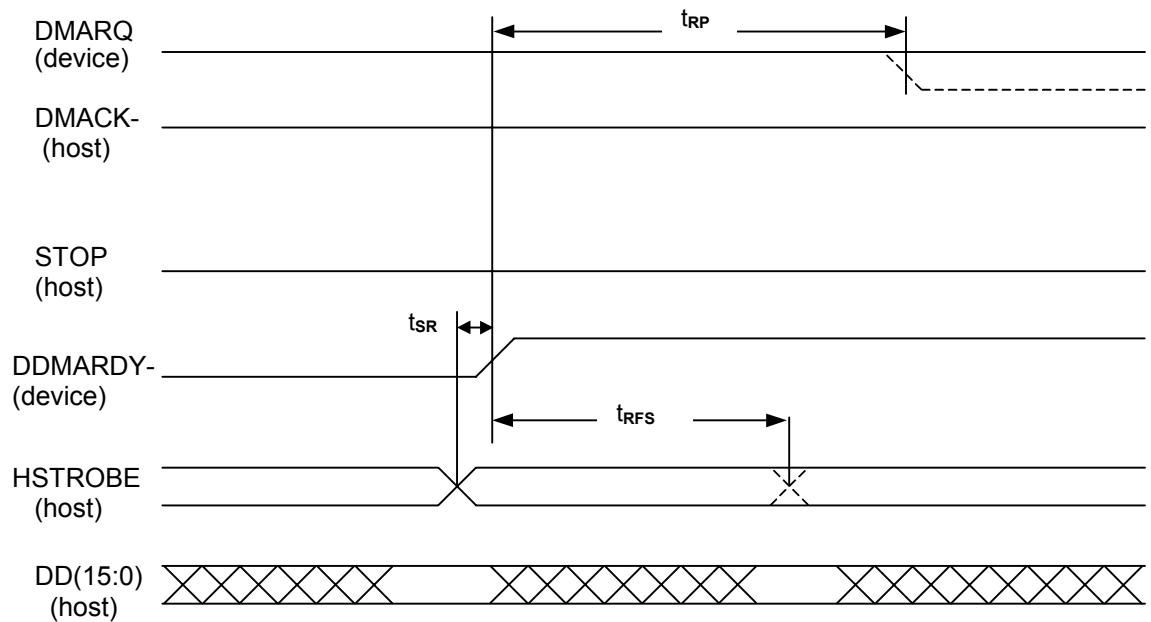 DMARQ
(device)
tRP
DMACK-
(host)
STOP
(host)
tSR
DDMARDY-
(device)
tRFS
HSTROBE
(host)
DD(15:0)
(host)